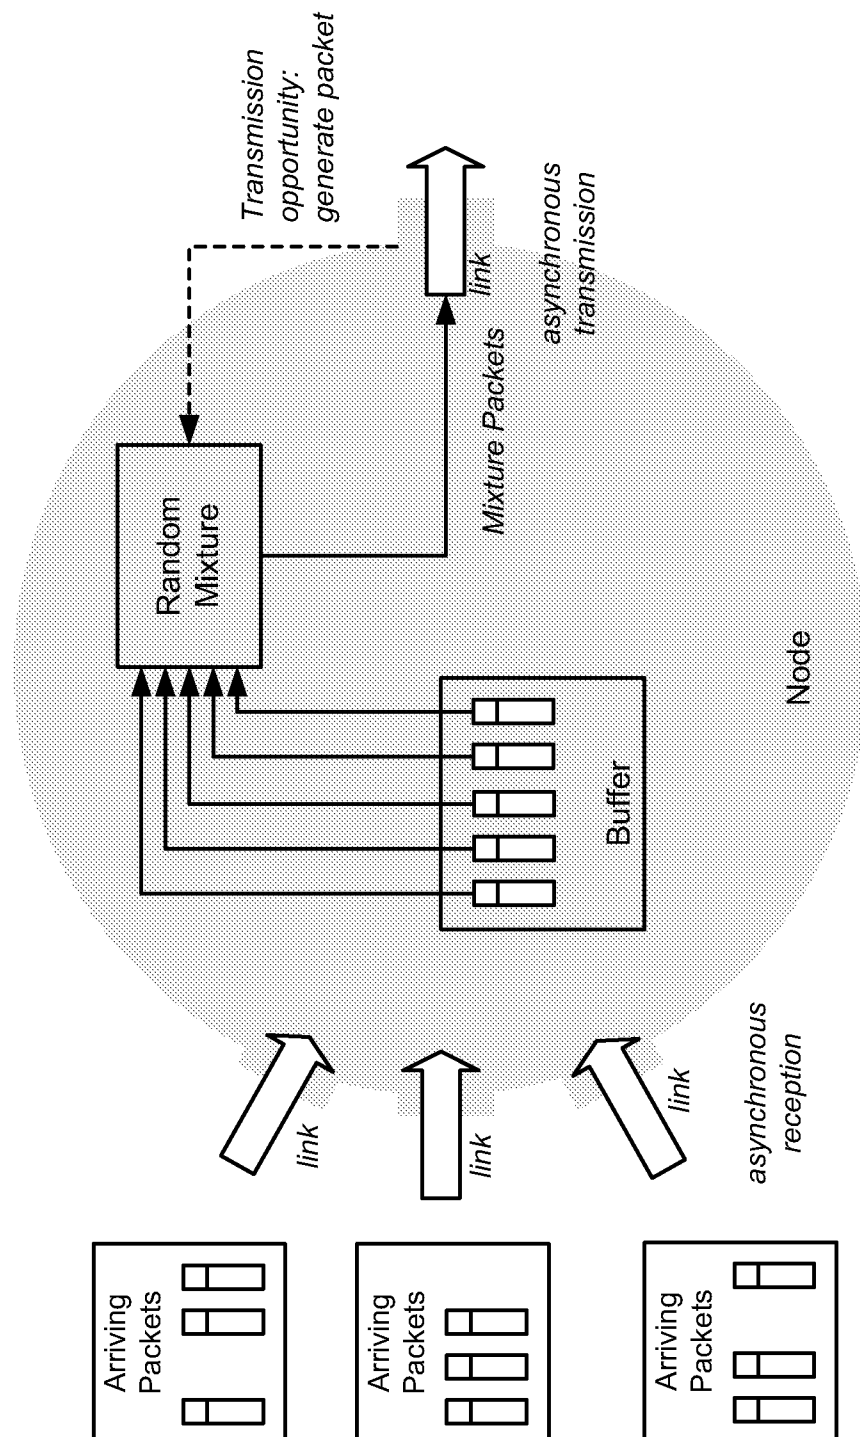 Arriving
Packets
Arriving
Packets
Arriving
Packets
link
link
link
asynchronous
reception
Buffer
Random
Mixture
Node
Mixture Packets
Transmission
opportunity:
generate packet
link
asynchronous
transmission